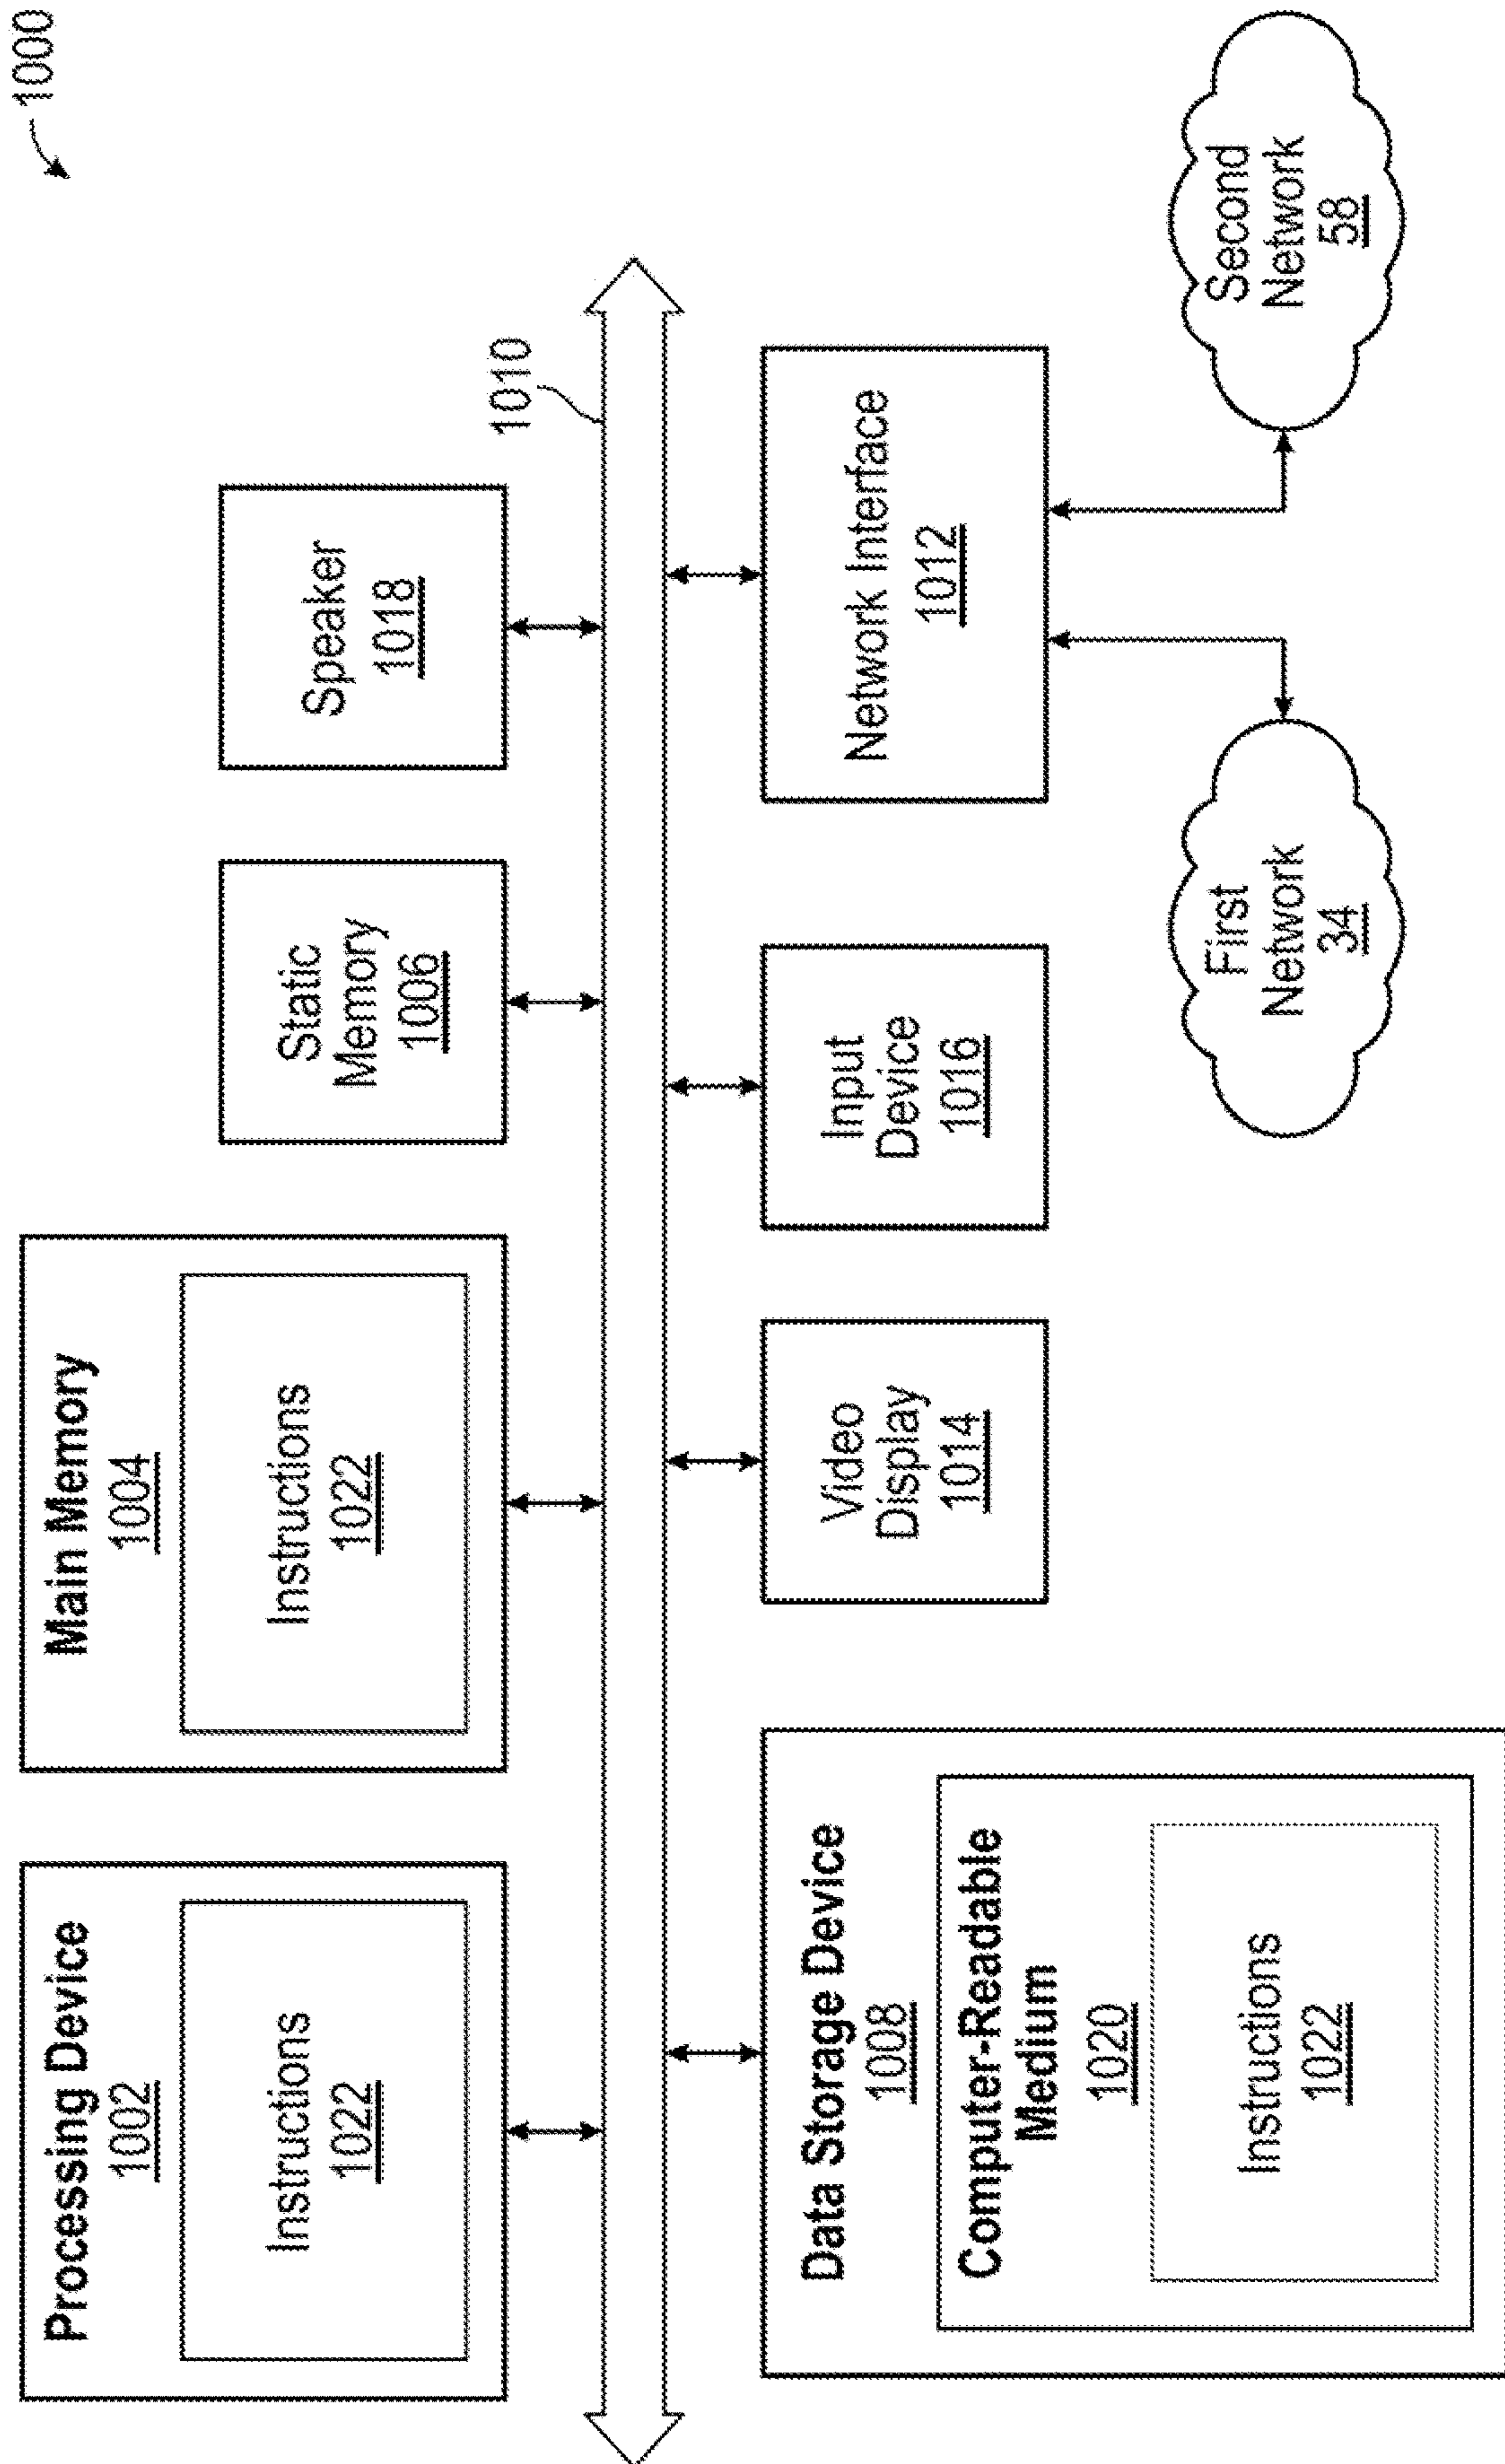 1000
Processing Device
1002
Instructions
1022
Main Memory
1004
Instructions
1022
Static
Memory
1006
Speaker
1018
1010
Data Storage Device
1008
Computer-Readable
Medium
1020
Instructions
1022
Video
Display
1014
Input
Device
1016
Network Interface
1012
First
Network
34
Second
Network
58